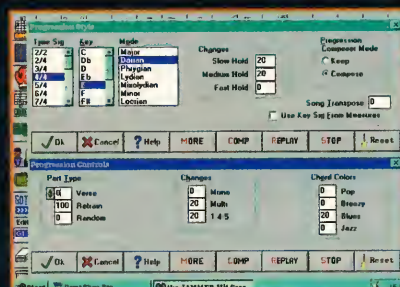 Progression Style
Time Sig Key Mode
2/2 C Major
2/4 Db Dorian
3/4 D Phrygian
4/4 Eb Lydian
5/4 E Mixolydian
6/4 F Minor
7/4 F# Locrian
Changes
Slow Hold 20
Medium Hold 20
Fast Hold 0
Progression
Composer Mode
Keep
Compose
Song Transpose 0
Use Key Sig From Measures
Ok Cancel ? Help MORE COMP REPLAY STOP Reset
Progression Controls
Part Type Changes Chord Colors
0 Verse 0 Mono 0 Pop
100 Refrain 20 Multi 0 Breezy
0 Random 20 1 4 5 20 Blues
0 Jazz
Ok Cancel ? Help MORE COMP REPLAY STOP Reset